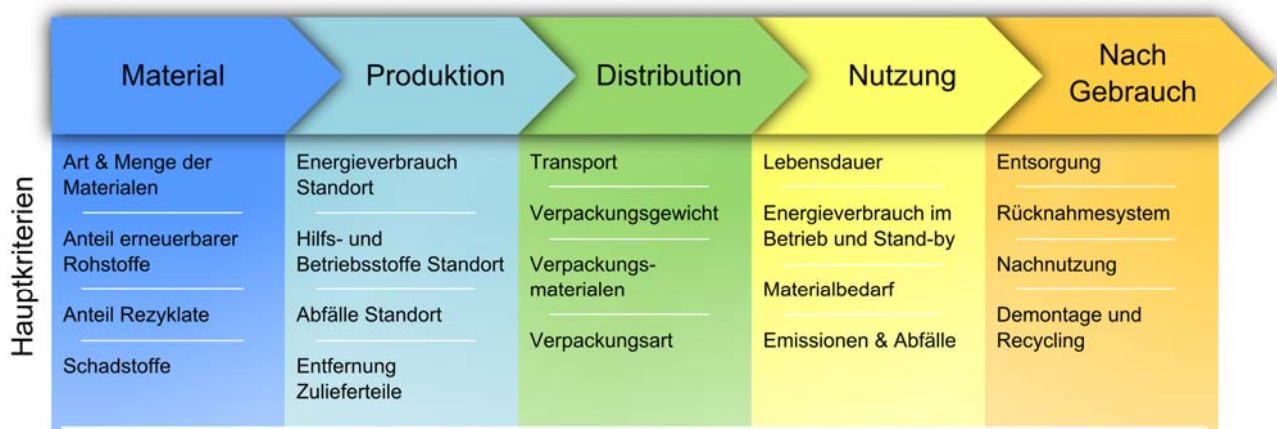 Material
Produktion
Distribution
Nutzung
Nach
Gebrauch
Hauptkriterien
Art & Menge der
Materialen
Anteil erneuerbarer
Rohstoffe
Anteil Rezyklate
Schadstoffe
Energieverbrauch
Standort
Hilfs- und
Betriebsstoffe Standort
Abfälle Standort
Entfernung
Zulieferteile
Transport
Verpackungsgewicht
Verpackungs-
materialen
Verpackungsart
Lebensdauer
Energieverbrauch im
Betrieb und Stand-by
Materialbedarf
Emissionen & Abfälle
Entsorgung
Rücknahmesystem
Nachnutzung
Demontage und
Recycling